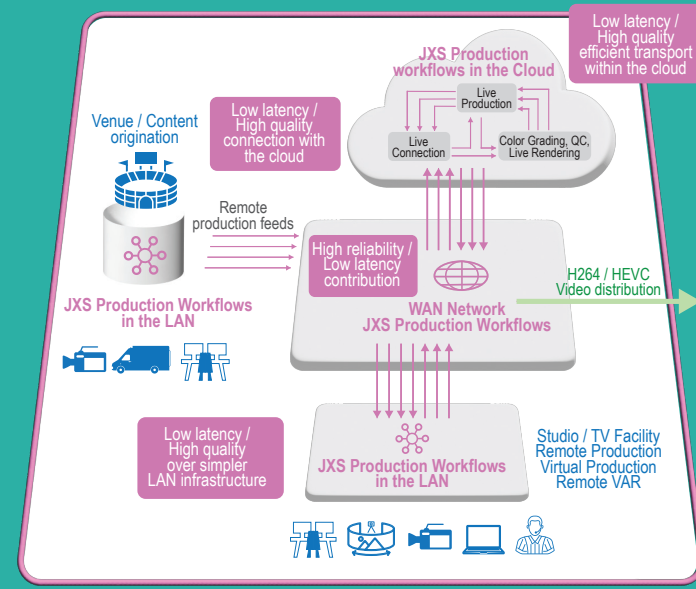 Low latency /
High quality
efficient transport
within the cloud
JXS Production
workflows in the Cloud
Live
Production
Live
Connection
Color Grading, QC,
Live Rendering
Venue / Content
origination
Low latency /
High quality
connection with
the cloud
Remote
production feeds
High reliability /
Low latency
contribution
WAN Network
JXS Production Workflows
H264 / HEVC
Video distribution
JXS Production Workflows
in the LAN
Low latency /
High quality
over simpler
LAN infrastructure
JXS Production Workflows
in the LAN
Studio / TV Facility
Remote Production
Virtual Production
Remote VAR